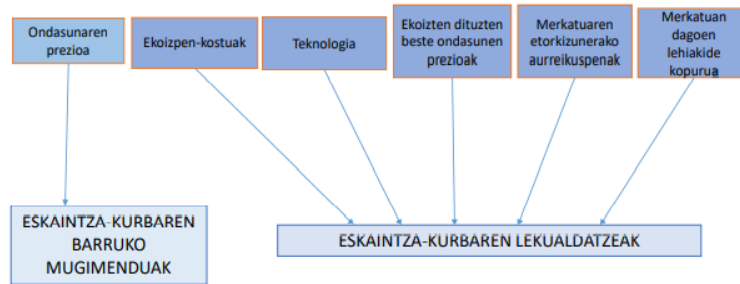 Ondasunaren
prezioa
Ekoizpen-kostuak
Teknologia
Ekoizten dituzten
beste ondasunen
prezioak
Merkatuaren
etorkizunerako
aurreikuspenak
Merkatuan
dagoen
lehiakide
kopurua
ESKAINTZA-KURBAREN
BARRUKO
MUGIMENDUAK
ESKAINTZA-KURBAREN LEKUALDATZEAK